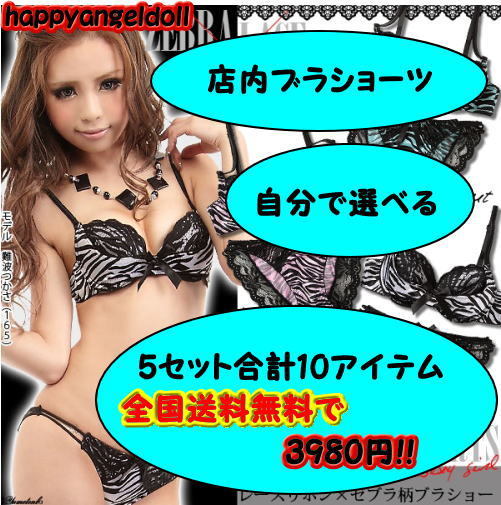 happyangeldoll
店内ブラショーツ
自分で選べる
モデル 難波つかさ(165)
5セット合計10アイテム
全国送料無料で
3980円!!
レースリボン×ゼブラ柄ブラショー